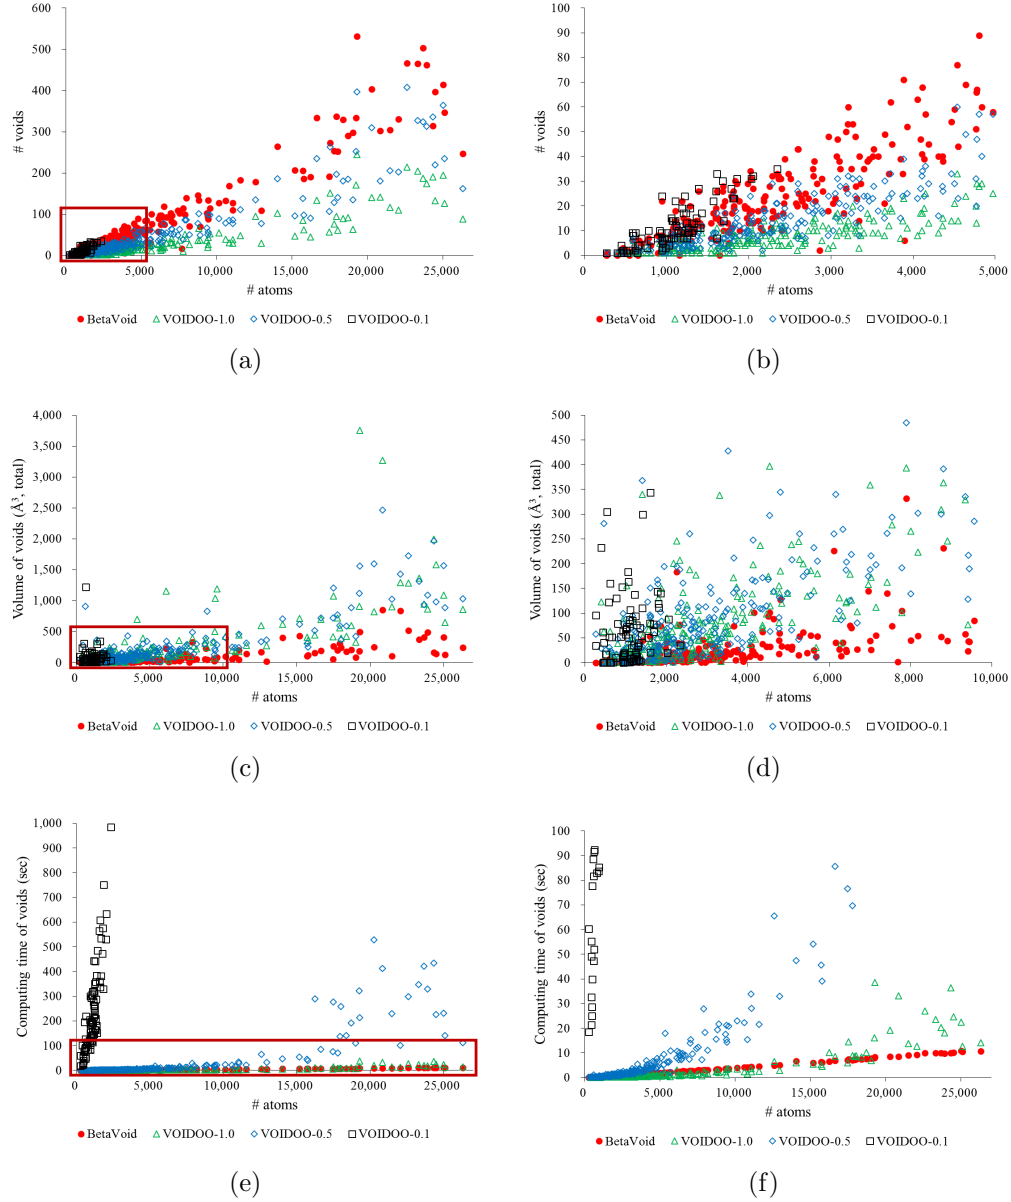 600
500
400
300
200
100
0
# voids
0
5,000
10,000
15,000
20,000
25,000
# atoms
BetaVoid
VOIDOO-1.0
VOIDOO-0.5
VOIDOO-0.1
(a)
100
90
80
70
60
50
40
30
20
10
0
# voids
0
1,000
2,000
3,000
4,000
5,000
# atoms
BetaVoid
VOIDOO-1.0
VOIDOO-0.5
VOIDOO-0.1
(b)
4,000
3,500
3,000
2,500
2,000
1,500
1,000
500
0
Volume of voids (Å³, total)
0
5,000
10,000
15,000
20,000
25,000
# atoms
BetaVoid
VOIDOO-1.0
VOIDOO-0.5
VOIDOO-0.1
(c)
500
450
400
350
300
250
200
150
100
50
0
Volume of voids (Å³, total)
0
2,000
4,000
6,000
8,000
10,000
# atoms
BetaVoid
VOIDOO-1.0
VOIDOO-0.5
VOIDOO-0.1
(d)
1,000
900
800
700
600
500
400
300
200
100
0
Computing time of voids (sec)
0
5,000
10,000
15,000
20,000
25,000
# atoms
BetaVoid
VOIDOO-1.0
VOIDOO-0.5
VOIDOO-0.1
(e)
100
90
80
70
60
50
40
30
20
10
0
Computing time of voids (sec)
0
5,000
10,000
15,000
20,000
25,000
# atoms
BetaVoid
VOIDOO-1.0
VOIDOO-0.5
VOIDOO-0.1
(f)